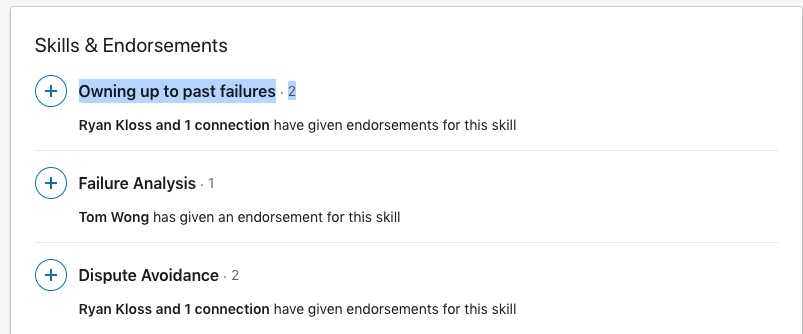 Skills & Endorsements
Owning up to past failures · 2
Ryan Kloss and 1 connection have given endorsements for this skill
Failure Analysis · 1
Tom Wong has given an endorsement for this skill
Dispute Avoidance · 2
Ryan Kloss and 1 connection have given endorsements for this skill